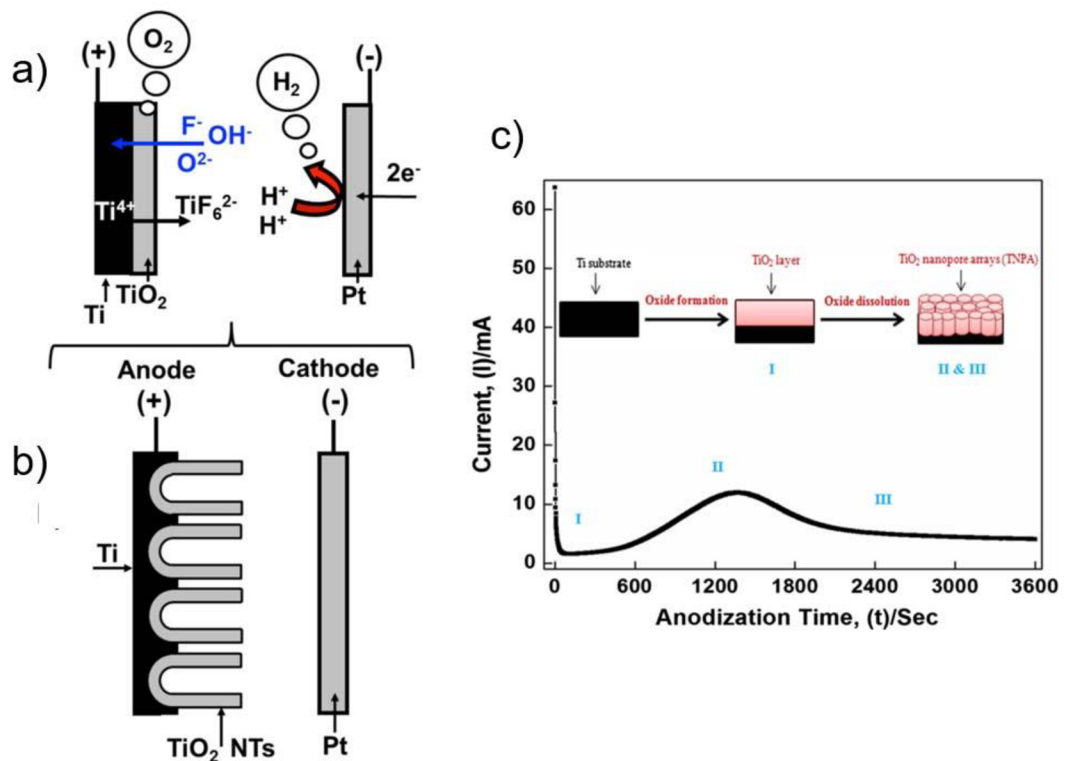 a)
(+)
O₂
H₂
(-)
F⁻
OH⁻
O²⁻
Ti⁴⁺
TiF₆²⁻
H⁺
H⁺
2e⁻
Ti
TiO₂
Pt
Anode
Cathode
(+)
(-)
b)
Ti
TiO₂ NTs
Pt
c)
Current, (I)/mA
60
50
40
30
20
10
0
Ti substrate
TiO₂ layer
TiO₂ nanopore arrays (TNPA)
Oxide formation
Oxide dissolution
I
II & III
I
II
III
0
600
1200
1800
2400
3000
3600
Anodization Time, (t)/Sec